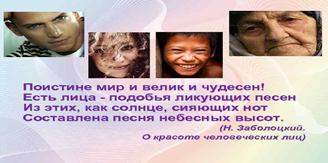 Поистине мир и велик и чудесен!
Есть лица - подобья ликующих песен
Из этих, как солнце, сияющих нот
Составлена песня небесных высот.
(Н. Заболоцкий.
О красоте человеческих лиц)